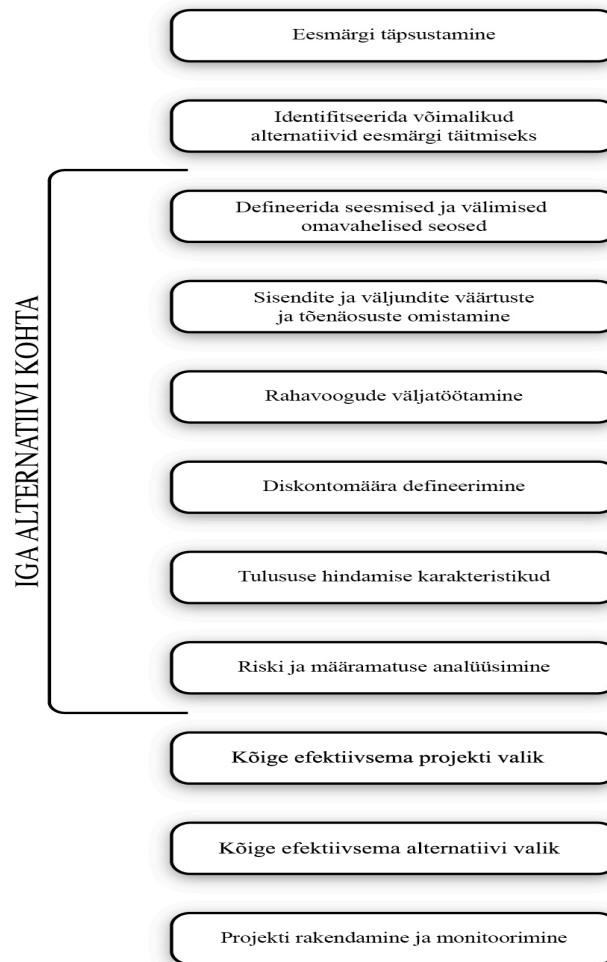 Eesmärgi täpsustamine
Identifitseerida võimalikud
alternatiivid eesmärgi täitmiseks
IGA ALTERNATIIVI KOHTA
Defineerida seesmised ja välimised
omavahelised seosed
Sisendite ja väljundite väärtuste
ja tõenäosuste omistamine
Rahavoogude väljatöötamine
Diskontomäära defineerimine
Tulususe hindamise karakteristikud
Riski ja määramatuse analüüsimine
Kõige efektiivsema projekti valik
Kõige efektiivsema alternatiivi valik
Projekti rakendamine ja monitoorimine